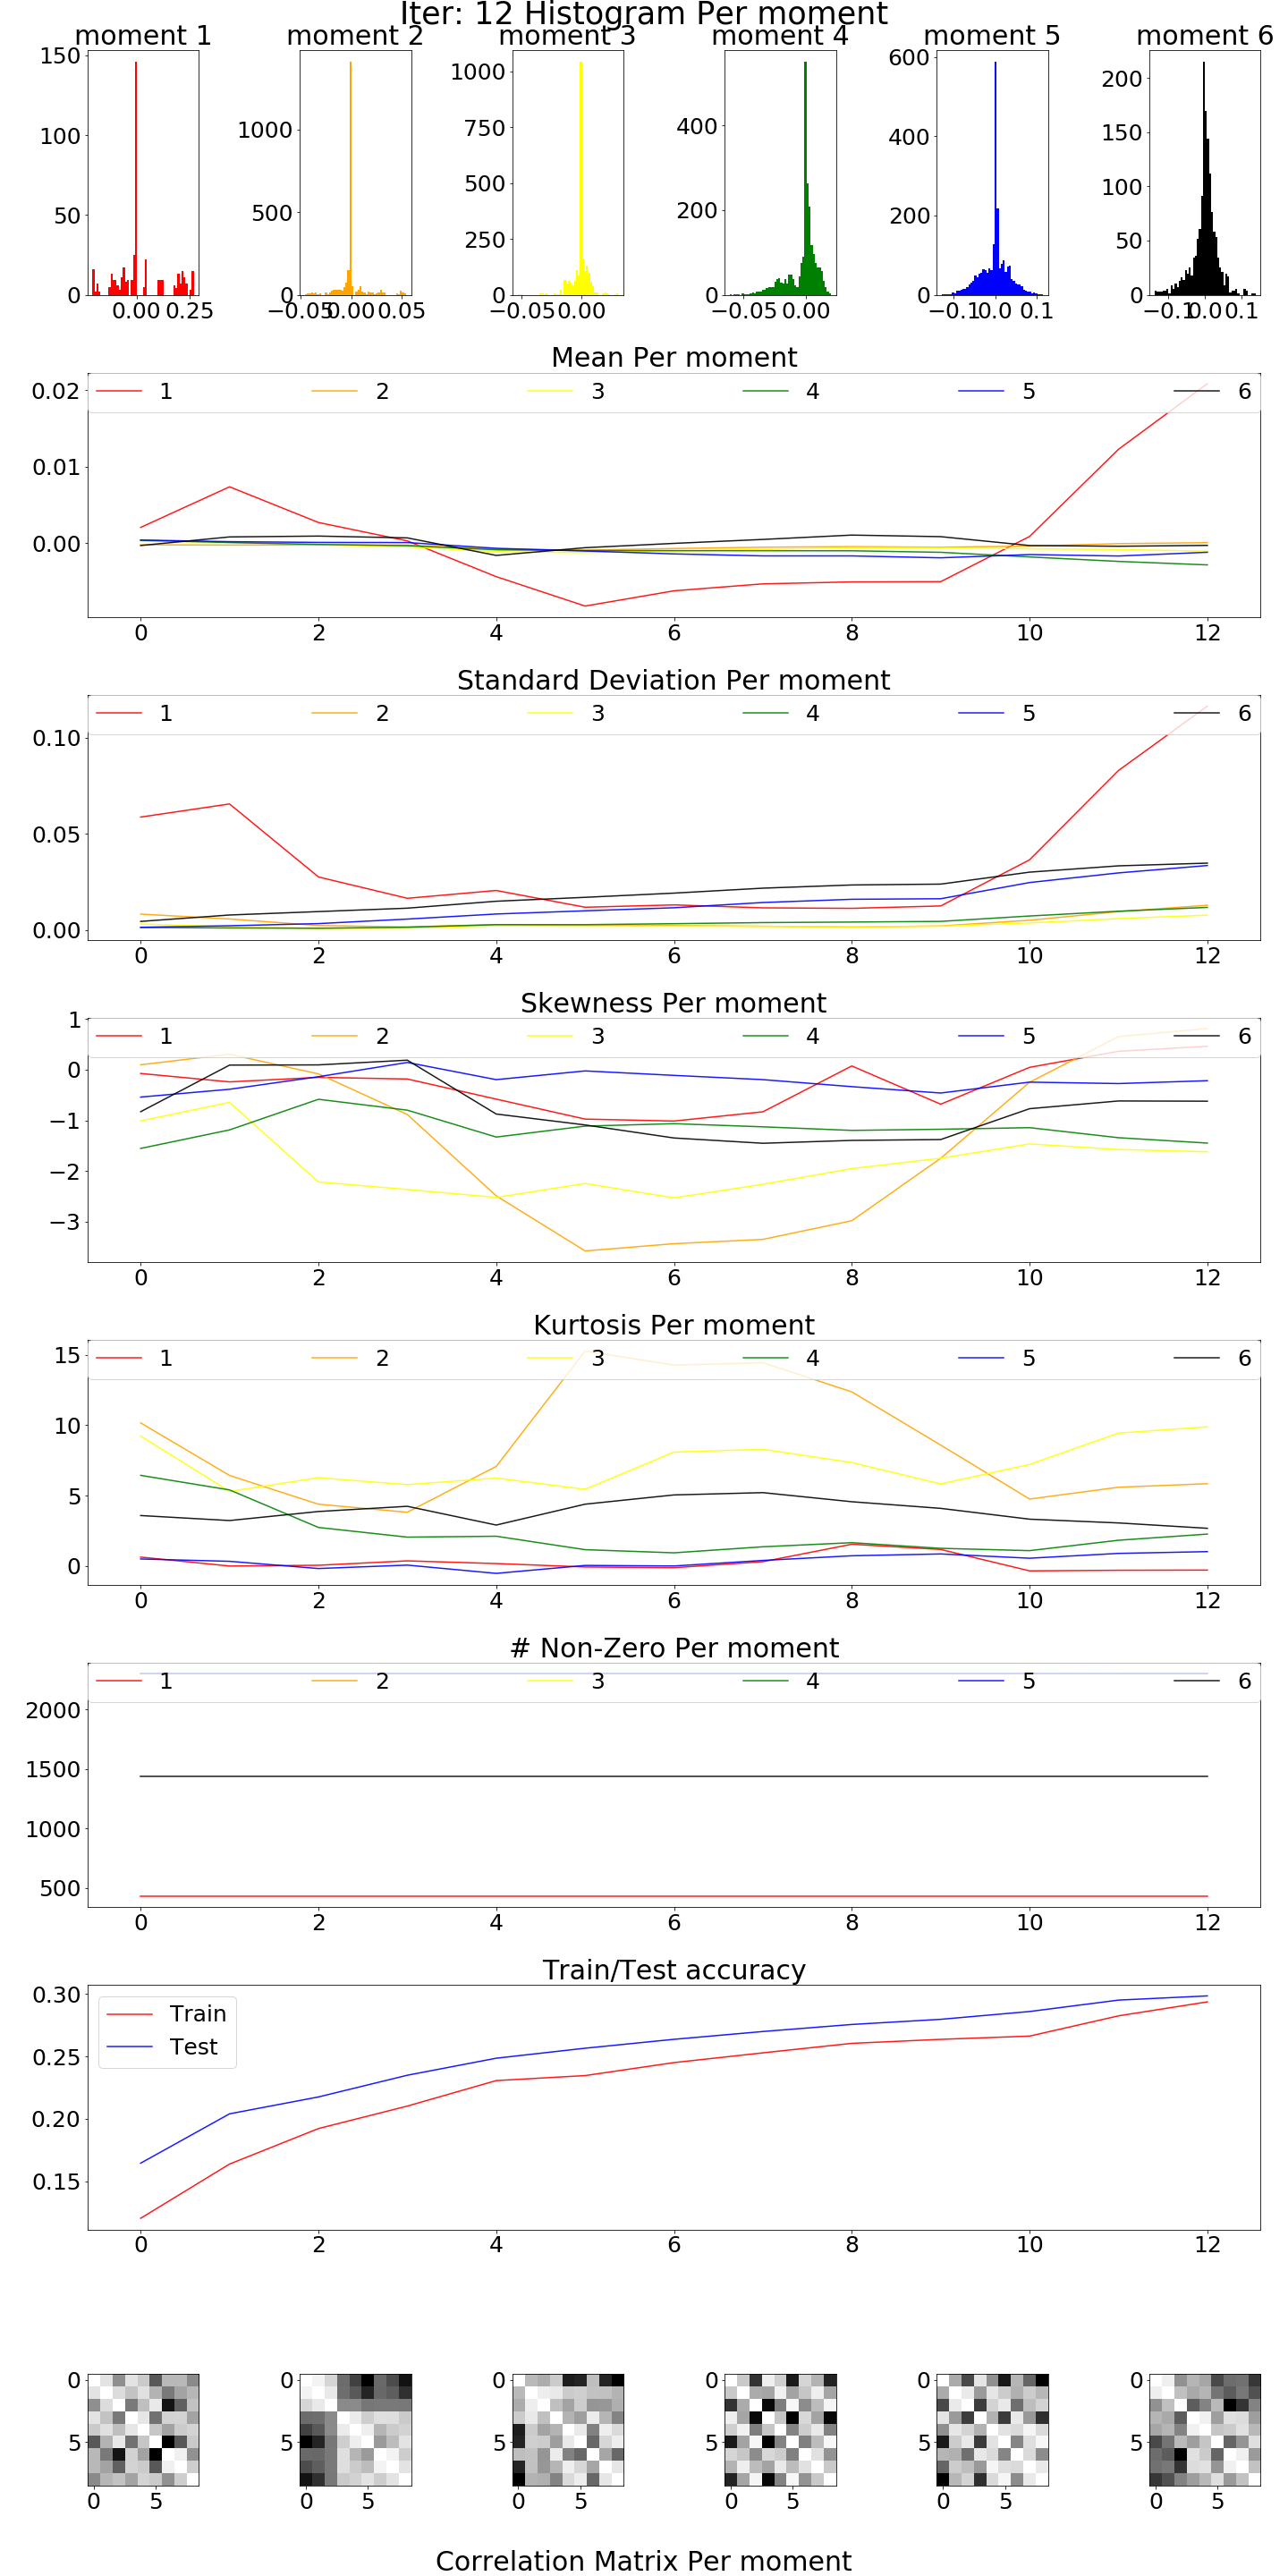 Iter: 12 Histogram Per moment
moment 1 moment 2 moment 3 moment 4 moment 5 moment 6
150
100
50
0
0.00 0.25
1000
500
0
−0.05 0.00 0.05
1000
750
500
250
0
−0.05 0.00
400
200
0
−0.05 0.00
600
400
200
0
−0.1 0.0 0.1
200
150
100
50
0
−0.1 0.0 0.1
Mean Per moment
1 2 3 4 5 6
0.02
0.01
0.00
0 2 4 6 8 10 12
Standard Deviation Per moment
1 2 3 4 5 6
0.10
0.05
0.00
0 2 4 6 8 10 12
Skewness Per moment
1 2 3 4 5 6
1
0
−1
−2
−3
0 2 4 6 8 10 12
Kurtosis Per moment
1 2 3 4 5 6
15
10
5
0
0 2 4 6 8 10 12
# Non-Zero Per moment
1 2 3 4 5 6
2000
1500
1000
500
0 2 4 6 8 10 12
Train/Test accuracy
Train
Test
0.30
0.25
0.20
0.15
0 2 4 6 8 10 12
0 0 0 0 0 0
5 5 5 5 5 5
0 5 0 5 0 5 0 5 0 5 0 5
Correlation Matrix Per moment